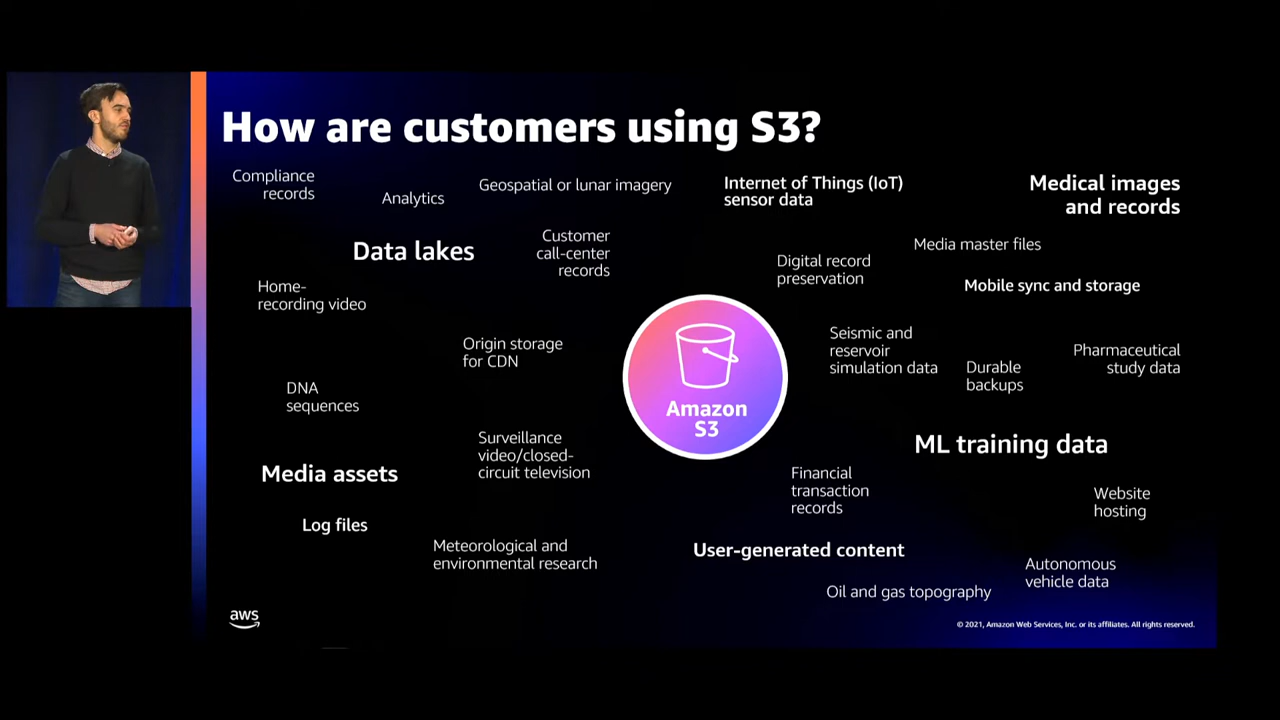 How are customers using S3?
Compliance
records
Analytics
Geospatial or lunar imagery
Internet of Things (IoT)
sensor data
Medical images
and records
Data lakes
Customer
call-center
records
Digital record
preservation
Media master files
Mobile sync and storage
Home-
recording video
Origin storage
for CDN
Seismic and
reservoir
simulation data
Durable
backups
Pharmaceutical
study data
DNA
sequences
Amazon
S3
Surveillance
video/closed-
circuit television
ML training data
Media assets
Financial
transaction
records
Website
hosting
Log files
Meteorological and
environmental research
User-generated content
Autonomous
vehicle data
Oil and gas topography
aws
© 2021, Amazon Web Services, Inc. or its affiliates. All rights reserved.